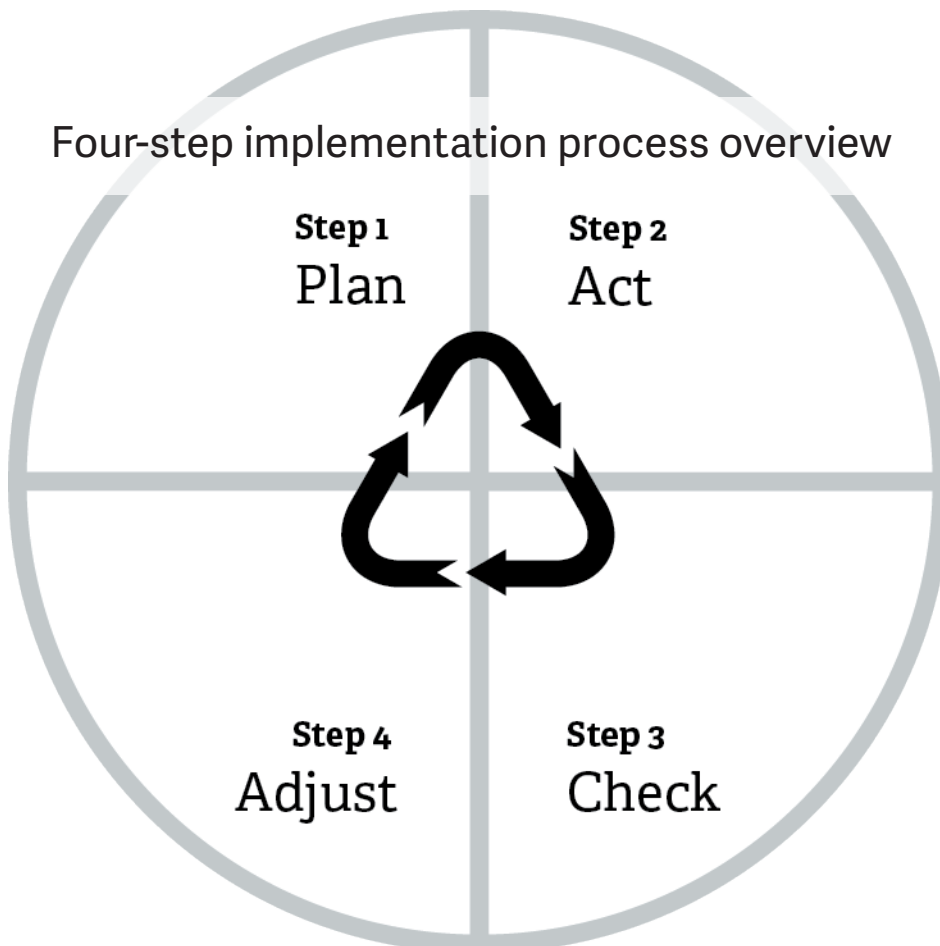 Four-step implementation process overview
Step 1
Plan
Step 2
Act
Step 4
Adjust
Step 3
Check